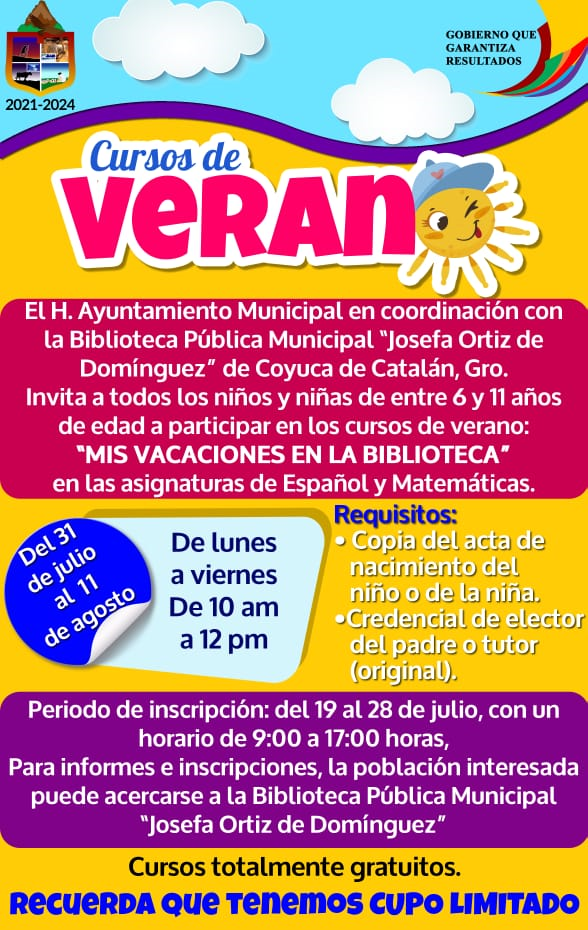 2021-2024
GOBIERNO QUE
GARANTIZA
RESULTADOS
Cursos de
VERANO
El H. Ayuntamiento Municipal en coordinación con
la Biblioteca Pública Municipal “Josefa Ortiz de
Domínguez” de Coyuca de Catalán, Gro.
Invita a todos los niños y niñas de entre 6 y 11 años
de edad a participar en los cursos de verano:
“MIS VACACIONES EN LA BIBLIOTECA”
en las asignaturas de Español y Matemáticas.
Del 31
de julio
al 11
de agosto
De lunes
a viernes
De 10 am
a 12 pm
Requisitos:
• Copia del acta de
nacimiento del
niño o de la niña.
•Credencial de elector
del padre o tutor
(original).
Periodo de inscripción: del 19 al 28 de julio, con un
horario de 9:00 a 17:00 horas,
Para informes e inscripciones, la población interesada
puede acercarse a la Biblioteca Pública Municipal
“Josefa Ortiz de Domínguez”
Cursos totalmente gratuitos.
Recuerda que tenemos cupo limitado